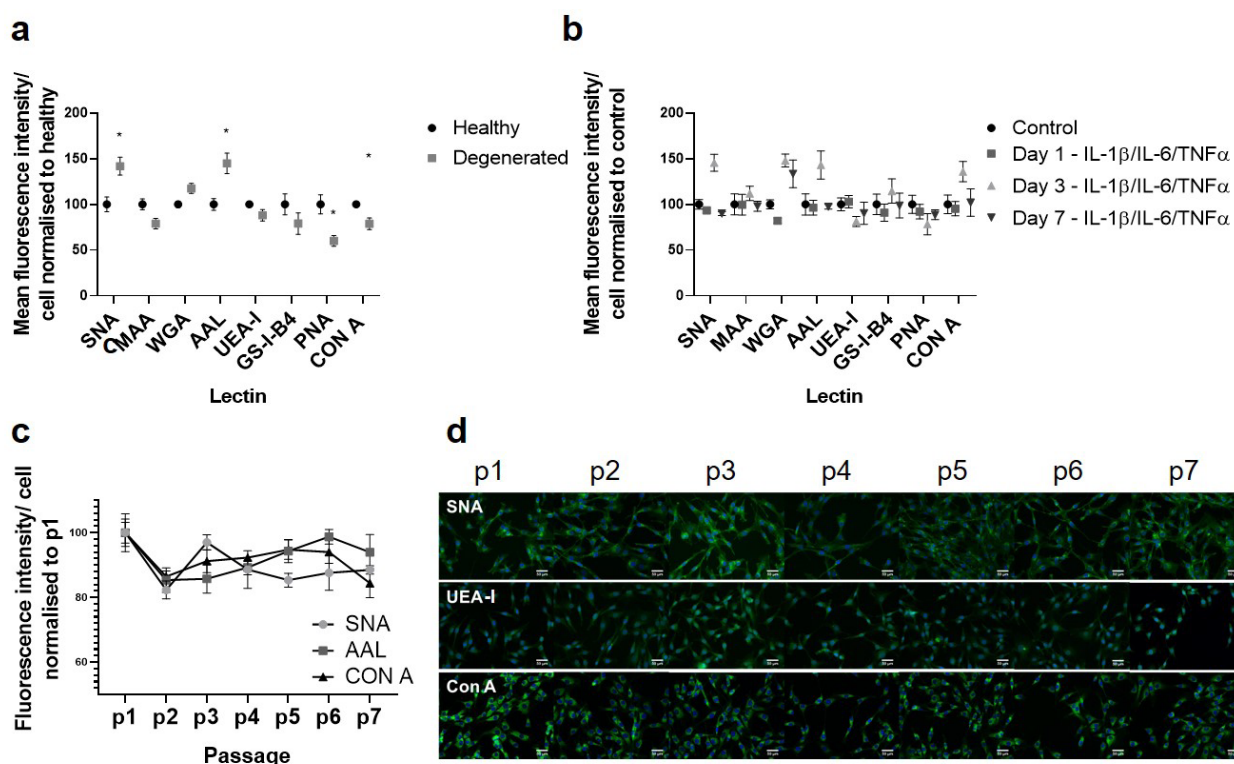 a
Mean fluorescence intensity/
cell normalised to healthy
200
150
100
50
0
*
*
*
*
Healthy
Degenerated
SNA
MAA
WGA
AAL
UEA-I
GS-I-B4
PNA
CON A
Lectin
b
Mean fluorescence intensity/
cell normalised to control
200
150
100
50
0
Control
Day 1 - IL-1β/IL-6/TNFα
Day 3 - IL-1β/IL-6/TNFα
Day 7 - IL-1β/IL-6/TNFα
SNA
MAA
WGA
AAL
UEA-I
GS-I-B4
PNA
CON A
Lectin
c
Fluorescence intensity/ cell
normalised to p1
100
80
60
SNA
AAL
CON A
p1 p2 p3 p4 p5 p6 p7
Passage
d
p1 p2 p3 p4 p5 p6 p7
SNA
UEA-I
Con A